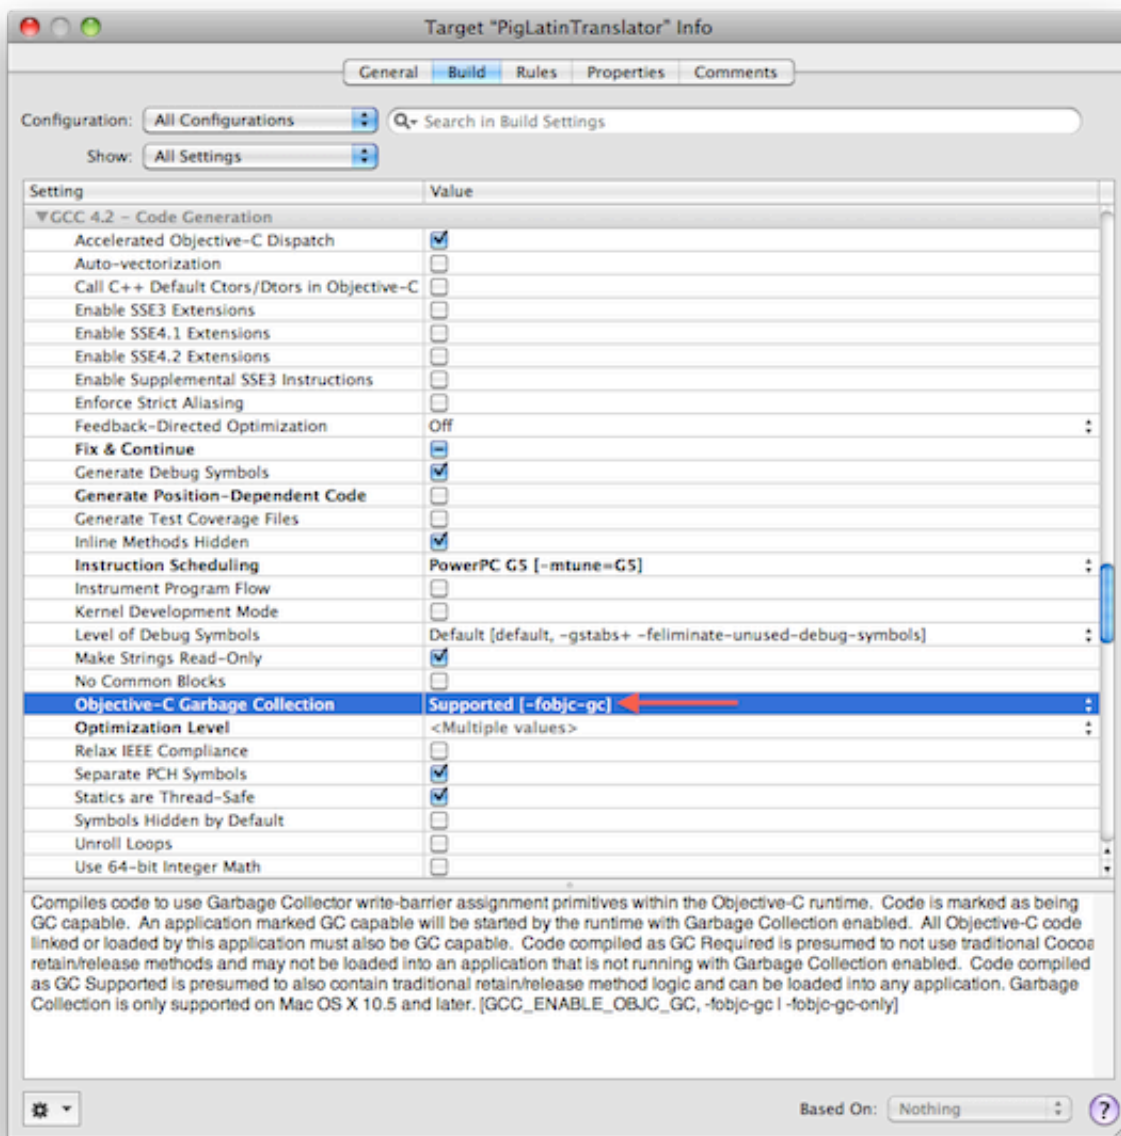 Target "PigLatinTranslator" Info
General Build Rules Properties Comments
Configuration: All Configurations Search in Build Settings
Show: All Settings
Setting Value
GCC 4.2 - Code Generation
Accelerated Objective-C Dispatch
Auto-vectorization
Call C++ Default Ctors/Dtors in Objective-C
Enable SSE3 Extensions
Enable SSE4.1 Extensions
Enable SSE4.2 Extensions
Enable Supplemental SSE3 Instructions
Enforce Strict Aliasing
Feedback-Directed Optimization Off
Fix & Continue
Generate Debug Symbols
Generate Position-Dependent Code
Generate Test Coverage Files
Inline Methods Hidden
Instruction Scheduling PowerPC G5 [-mtune=G5]
Instrument Program Flow
Kernel Development Mode
Level of Debug Symbols Default [default, -gstabs+ -feliminate-unused-debug-symbols]
Make Strings Read-Only
No Common Blocks
Objective-C Garbage Collection Supported [-fobjc-gc]
Optimization Level <Multiple values>
Relax IEEE Compliance
Separate PCH Symbols
Statics are Thread-Safe
Symbols Hidden by Default
Unroll Loops
Use 64-bit Integer Math
Compiles code to use Garbage Collector write-barrier assignment primitives within the Objective-C runtime. Code is marked as being
GC capable. An application marked GC capable will be started by the runtime with Garbage Collection enabled. All Objective-C code
linked or loaded by this application must also be GC capable. Code compiled as GC Required is presumed to not use traditional Cocoa
retain/release methods and may not be loaded into an application that is not running with Garbage Collection enabled. Code compiled
as GC Supported is presumed to also contain traditional retain/release method logic and can be loaded into any application. Garbage
Collection is only supported on Mac OS X 10.5 and later. [GCC_ENABLE_OBJC_GC, -fobjc-gc | -fobjc-gc-only]
Based On: Nothing ?